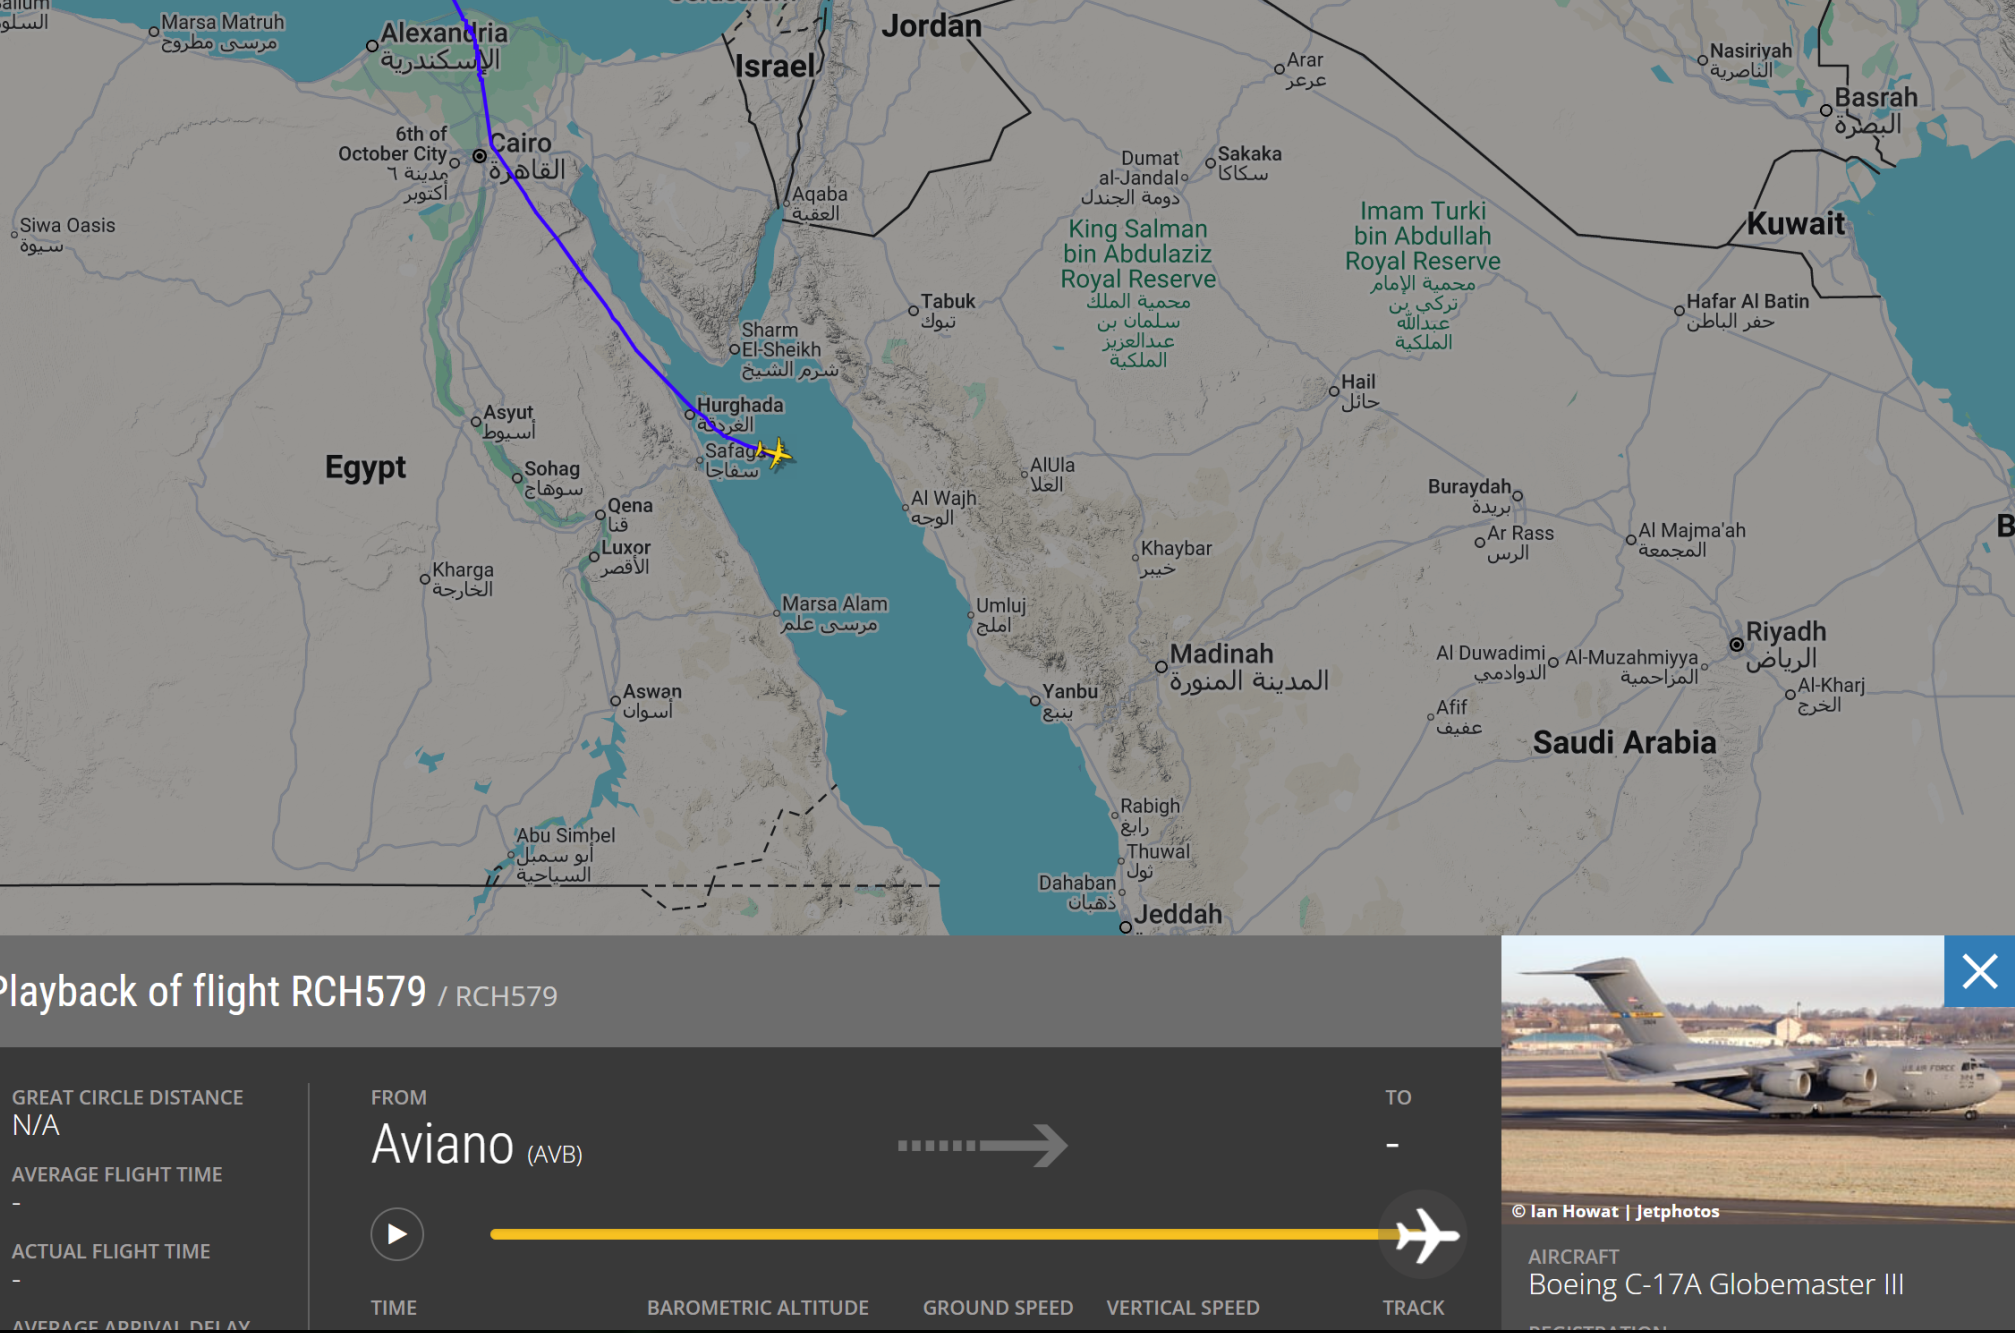 السلو
Marsa Matruh
مرسى مطروح
Alexandria
الإسكندرية
Jordan
Israel
Arar
عرعر
Nasiriyah
الناصرية
Basrah
البصرة
6th of
October City
مدينة ٦
أكتوبر
Cairo
القاهرة
Dumat
al-Jandal
دومة الجندل
Sakaka
سكاكا
Aqaba
العقبة
Siwa Oasis
سيوة
King Salman
bin Abdulaziz
Royal Reserve
محمية الملك
سلمان بن
عبدالعزيز
الملكية
Imam Turki
bin Abdullah
Royal Reserve
محمية الإمام
تركي بن
عبدالله
الملكية
Kuwait
Tabuk
تبوك
Hafar Al Batin
حفر الباطن
Sharm
El-Sheikh
شرم الشيخ
Hail
حائل
Hurghada
الغردقة
Asyut
أسيوط
Safaga
سفاجا
Egypt
Sohag
سوهاج
AlUla
العلا
Buraydah
بريدة
Al Wajh
الوجه
Qena
قنا
Ar Rass
الرس
Al Majma'ah
المجمعة
B
Luxor
الأقصر
Khaybar
خيبر
Kharga
الخارجة
Marsa Alam
مرسى علم
Umluj
املج
Riyadh
الرياض
Madinah
المدينة المنورة
Al Duwadimi
الدوادمي
Al-Muzahmiyya
المزاحمية
Al-Kharj
الخرج
Aswan
أسوان
Yanbu
ينبع
Afif
عفيف
Saudi Arabia
Rabigh
رابغ
Abu Simbel
أبو سمبل
السياحية
Thuwal
ثول
Dahaban
ذهبان
Jeddah
Playback of flight RCH579 / RCH579
GREAT CIRCLE DISTANCE
N/A
AVERAGE FLIGHT TIME
-
ACTUAL FLIGHT TIME
-
AVERAGE ARRIVAL DELAY
FROM
Aviano (AVB)
TO
-
TIME
BAROMETRIC ALTITUDE
GROUND SPEED
VERTICAL SPEED
TRACK
U.S. AIR FORCE
© Ian Howat | Jetphotos
AIRCRAFT
Boeing C-17A Globemaster III
REGISTRATION